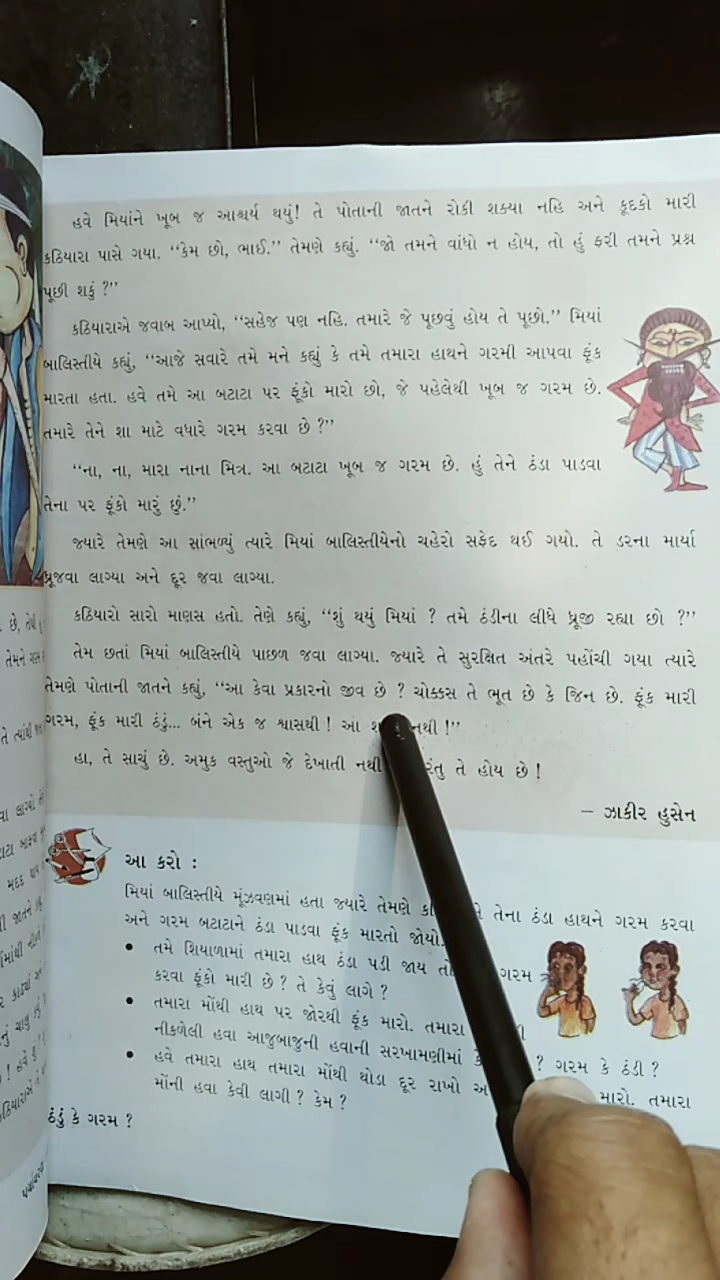 હવે મિયાંને ખૂબ જ આશ્ચર્ય થયું! તે પોતાની જાતને રોકી શક્યા નહિ અને કૂદકો મારી
કઠિયારા પાસે ગયા. “કેમ છો, ભાઈ.” તેમણે કહ્યું. “જો તમને વાંધો ન હોય, તો હું ફરી તમને પ્રશ્ન
પૂછી શકું ?”
કઠિયારાએ જવાબ આપ્યો, “સહેજ પણ નહિ. તમારે જે પૂછવું હોય તે પૂછો.” મિયાં
બાલિસ્તીયે કહ્યું, “આજે સવારે તમે મને કહ્યું કે તમે તમારા હાથને ગરમી આપવા ફૂંક
મારતા હતા. હવે તમે આ બટાટા પર ફૂંકો મારો છો, જે પહેલેથી ખૂબ જ ગરમ છે.
તમારે તેને શા માટે વધારે ગરમ કરવા છે ?”
“ના, ના, મારા નાના મિત્ર. આ બટાટા ખૂબ જ ગરમ છે. હું તેને ઠંડા પાડવા
તેના પર ફૂંકો મારું છું.”
જ્યારે તેમણે આ સાંભળ્યું ત્યારે મિયાં બાલિસ્તીયેનો ચહેરો સફેદ થઈ ગયો. તે ડરના માર્યા
ધ્રૂજવા લાગ્યા અને દૂર જવા લાગ્યા.
કઠિયારો સારો માણસ હતો. તેણે કહ્યું, “શું થયું મિયાં ? તમે ઠંડીના લીધે ધ્રૂજી રહ્યા છો ?”
તેમ છતાં મિયાં બાલિસ્તીયે પાછળ જવા લાગ્યા. જ્યારે તે સુરક્ષિત અંતરે પહોંચી ગયા ત્યારે
તેમણે પોતાની જાતને કહ્યું, “આ કેવા પ્રકારનો જીવ છે ? ચોક્કસ તે ભૂત છે કે જિન છે. ફૂંક મારી
ગરમ, ફૂંક મારી ઠંડું... બંને એક જ શ્વાસથી ! આ નથી !”
હા, તે સાચું છે. અમુક વસ્તુઓ જે દેખાતી નથી તે હોય છે !
– ઝાકીર હુસેન
આ કરો :
મિયાં બાલિસ્તીયે મૂંઝવણમાં હતા જ્યારે તેમણે તેના ઠંડા હાથને ગરમ કરવા
અને ગરમ બટાટાને ઠંડા પાડવા ફૂંક મારતો જોયો.
• તમે શિયાળામાં તમારા હાથ ઠંડા પડી જાય તો ગરમ
કરવા ફૂંકો મારી છે ? તે કેવું લાગે ?
• તમારા મોંથી હાથ પર જોરથી ફૂંક મારો. તમારા
નીકળેલી હવા આજુબાજુની હવાની સરખામણીમાં ? ગરમ કે ઠંડી ?
• હવે તમારા હાથ તમારા મોંથી થોડા દૂર રાખો મારો. તમારા
મોંની હવા કેવી લાગી ? કેમ ?
ઠંડું કે ગરમ ?